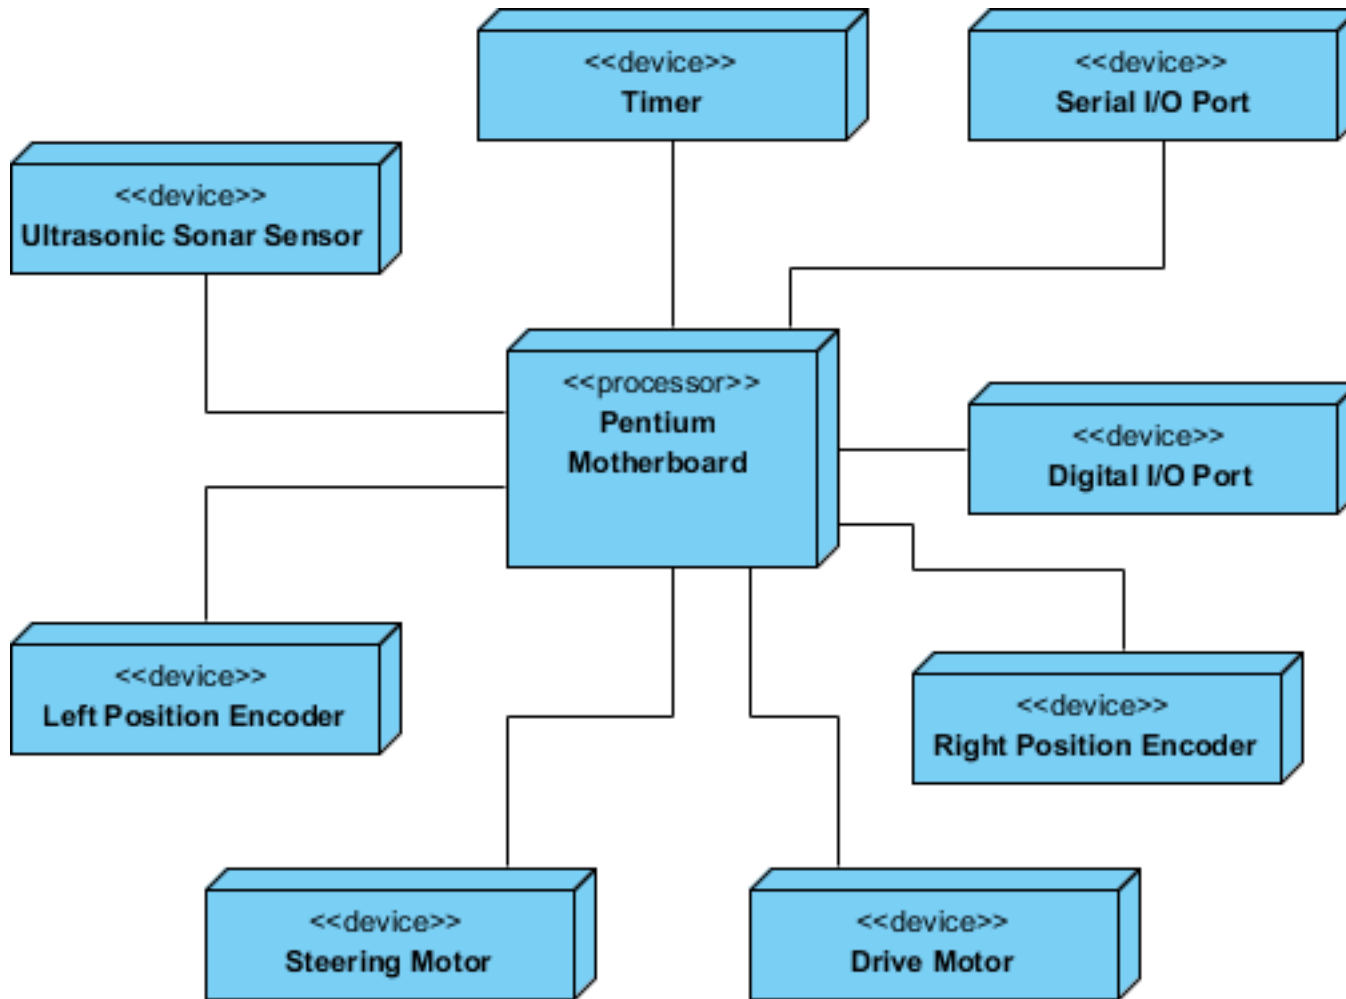 <<device>>
Timer
<<device>>
Serial I/O Port
<<device>>
Ultrasonic Sonar Sensor
<<processor>>
Pentium
Motherboard
<<device>>
Digital I/O Port
<<device>>
Left Position Encoder
<<device>>
Right Position Encoder
<<device>>
Steering Motor
<<device>>
Drive Motor